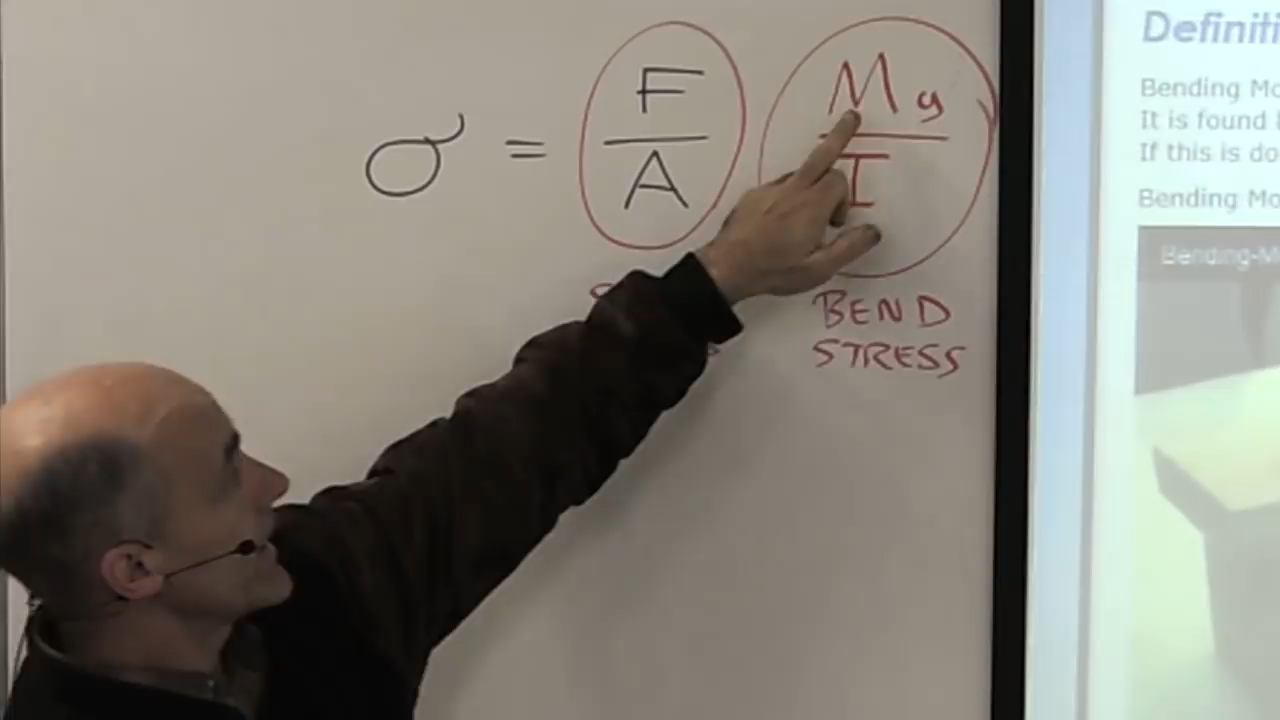 σ = F/A My/I
BEND
STRESS
Definiti
Bending Mo
It is found
If this is do
Bending Mo
Bending-M